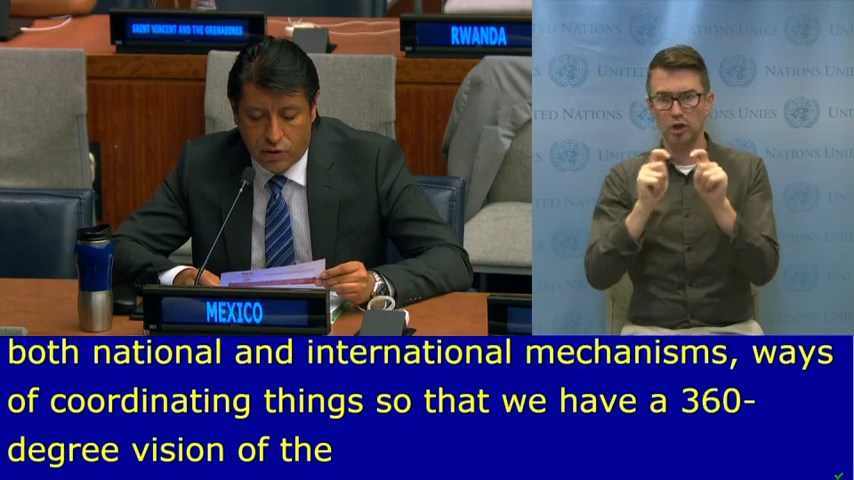 SAINT VINCENT AND THE GRENADINES
RWANDA
UNITED NATIONS
NATIONS UNIES
MEXICO
both national and international mechanisms, ways
of coordinating things so that we have a 360-
degree vision of the